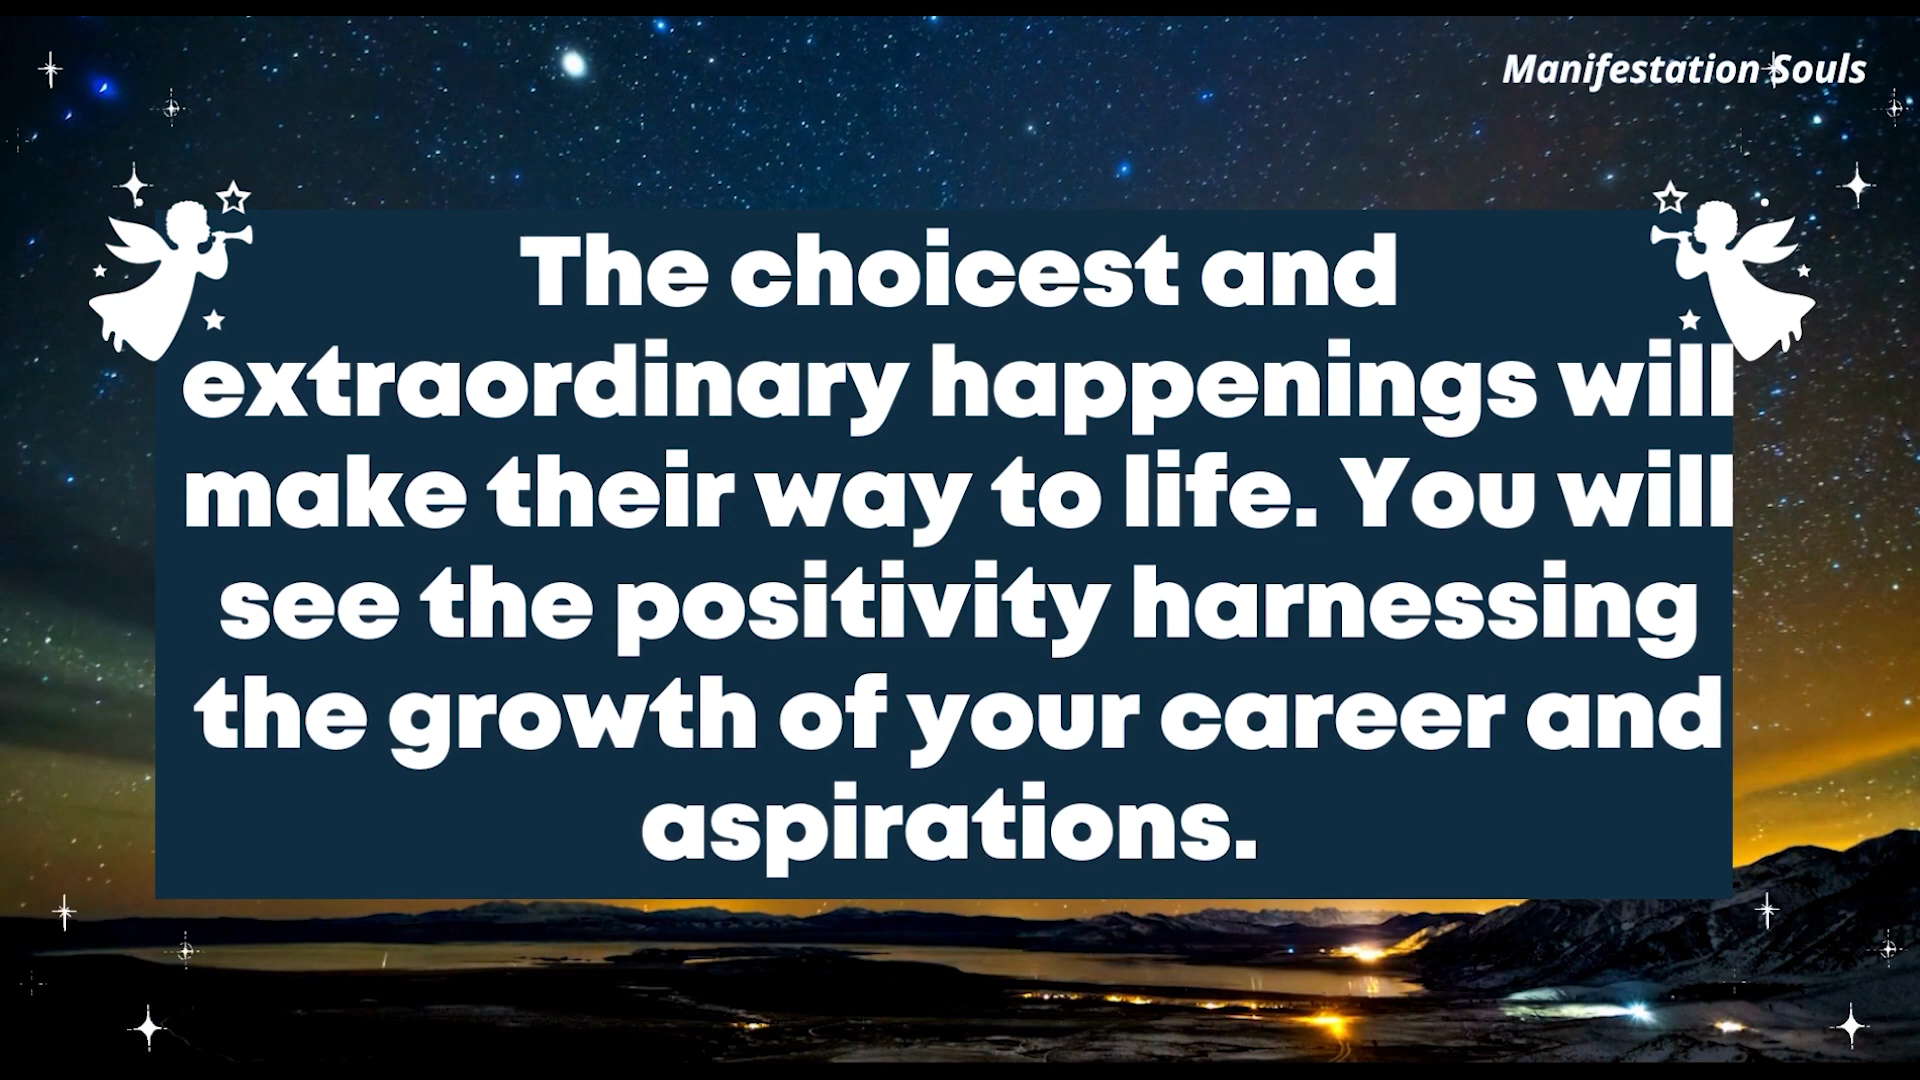 Manifestation Souls
The choicest and
extraordinary happenings will
make their way to life. You will
see the positivity harnessing
the growth of your career and
aspirations.